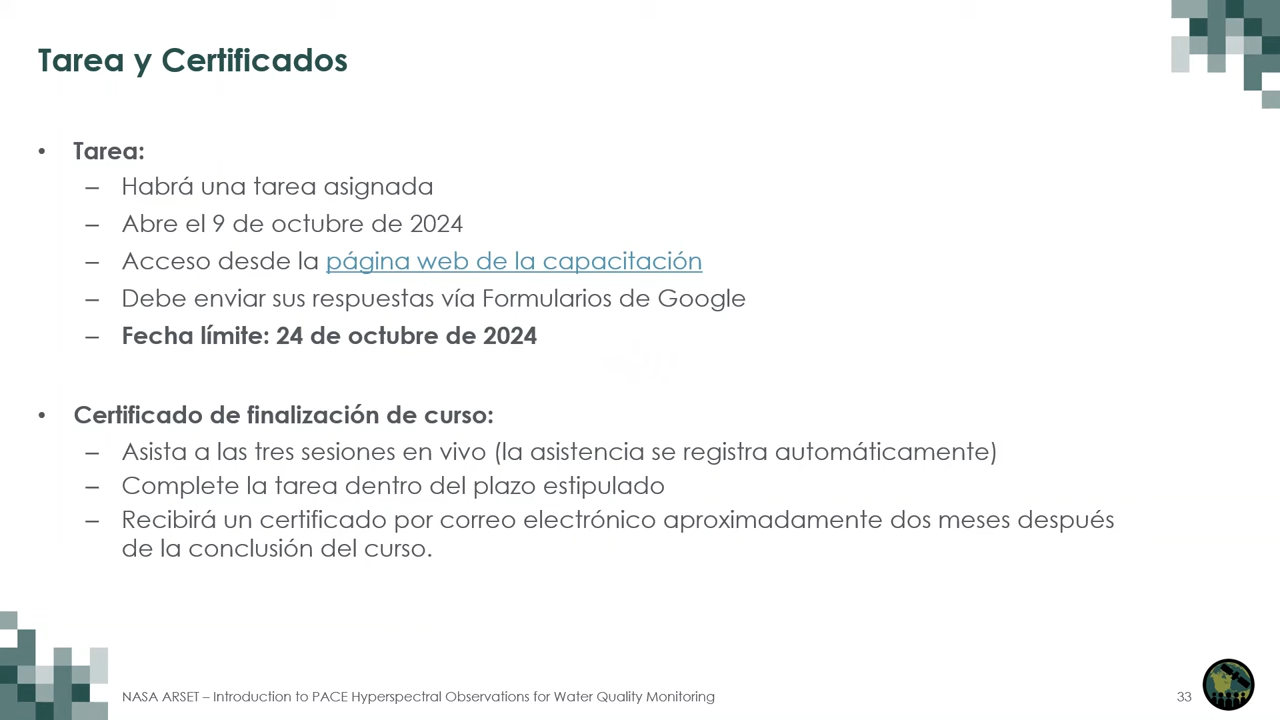 Tarea y Certificados
• Tarea:
– Habrá una tarea asignada
– Abre el 9 de octubre de 2024
– Acceso desde la página web de la capacitación
– Debe enviar sus respuestas vía Formularios de Google
– Fecha límite: 24 de octubre de 2024
• Certificado de finalización de curso:
– Asista a las tres sesiones en vivo (la asistencia se registra automáticamente)
– Complete la tarea dentro del plazo estipulado
– Recibirá un certificado por correo electrónico aproximadamente dos meses después
de la conclusión del curso.
NASA ARSET – Introduction to PACE Hyperspectral Observations for Water Quality Monitoring
33